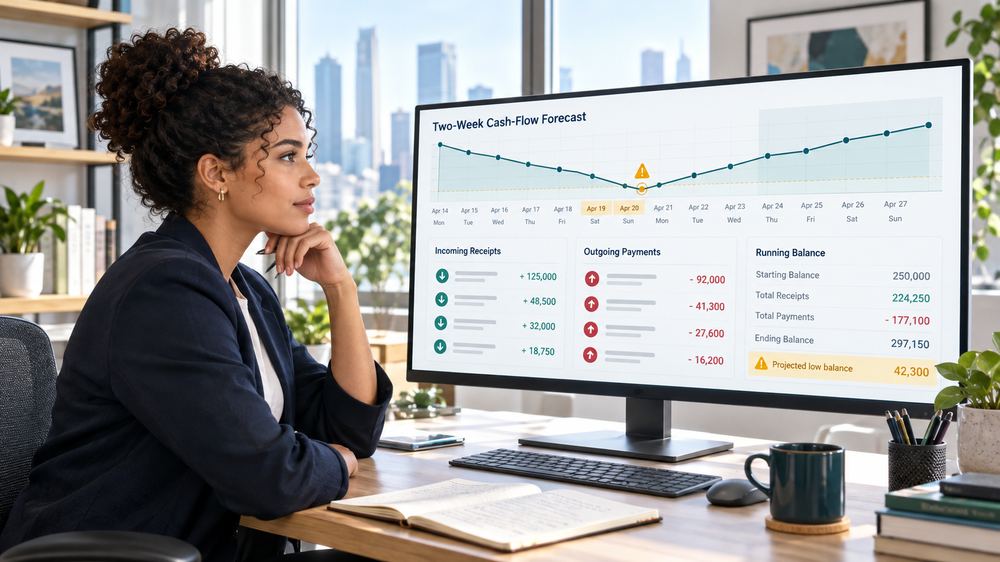 Two-Week Cash-Flow Forecast
Apr 14 Apr 15 Apr 16 Apr 17 Apr 18 Apr 19 Apr 20 Apr 21 Apr 22 Apr 23 Apr 24 Apr 25 Apr 26 Apr 27
Mon Tue Wed Thu Fri Sat Sun Mon Tue Wed Thu Fri Sat Sun
Incoming Receipts
+ 125,000
+ 48,500
+ 32,000
+ 18,750
Outgoing Payments
- 92,000
- 41,300
- 27,600
- 16,200
Running Balance
Starting Balance 250,000
Total Receipts 224,250
Total Payments - 177,100
Ending Balance 297,150
Projected low balance 42,300